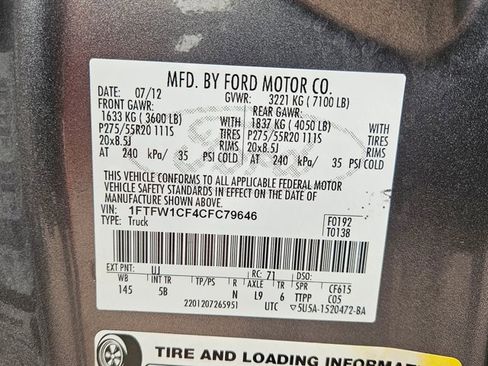 MFD. BY FORD MOTOR CO.
DATE: 07/12 GVWR: 3221 KG ( 7100 LB)
FRONT GAWR: REAR GAWR:
1633 KG ( 3600 LB) WITH 1837 KG ( 4050 LB) WITH
P275/55R20 111S TIRES P275/55R20 111S TIRES
20x8.5J RIMS 20x8.5J RIMS
AT 240 kPa/ 35 PSI COLD AT 240 kPa/ 35 PSI COLD
THIS VEHICLE CONFORMS TO ALL APPLICABLE FEDERAL MOTOR
VEHICLE SAFETY STANDARDS IN EFFECT ON THE DATE OF
MANUFACTURE SHOWN ABOVE.
VIN: 1FTFW1CF4CFC79646 F0192
TYPE: Truck T0138
EXT PNT: UJ RC: 71 DSO:
WB INT TR TP/PS R AXLE TR SPR CF615
145 5B N L9 6 TTPP C05
2201207265951 UTC ▽5U5A-1520472-BA
TIRE AND LOADING INFORMA